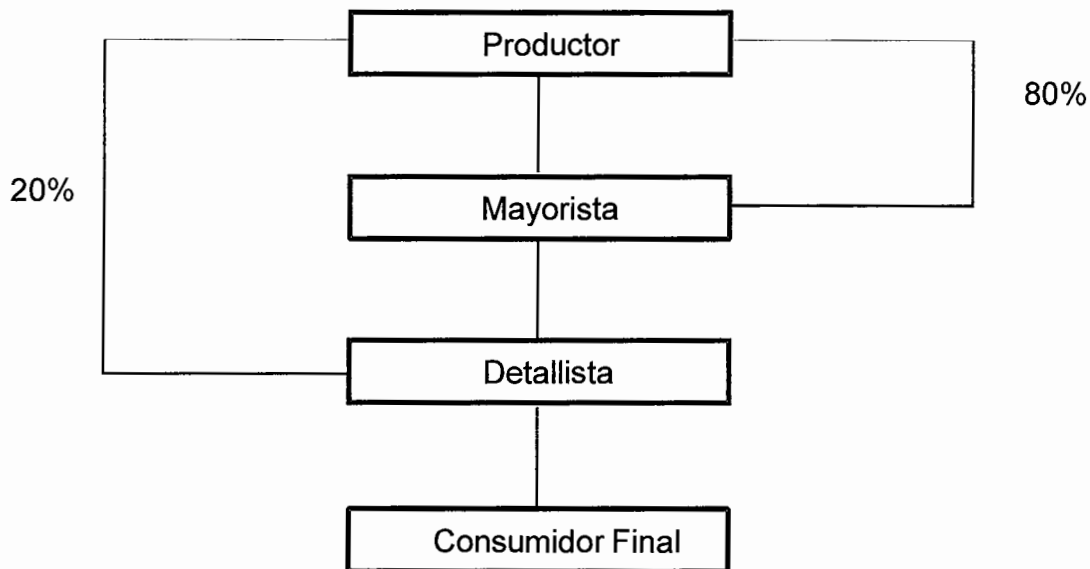 Productor
80%
20%
Mayorista
Detallista
Consumidor Final